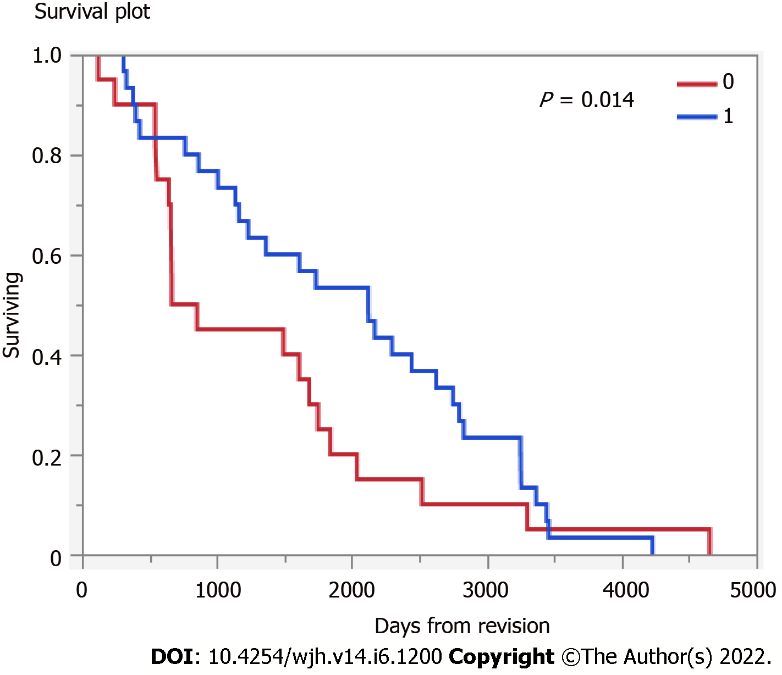 Survival plot
1.0
0.8
0.6
0.4
0.2
0
Surviving
P = 0.014
0
1
0 1000 2000 3000 4000 5000
Days from revision
DOI: 10.4254/wjh.v14.i6.1200 Copyright ©The Author(s) 2022.